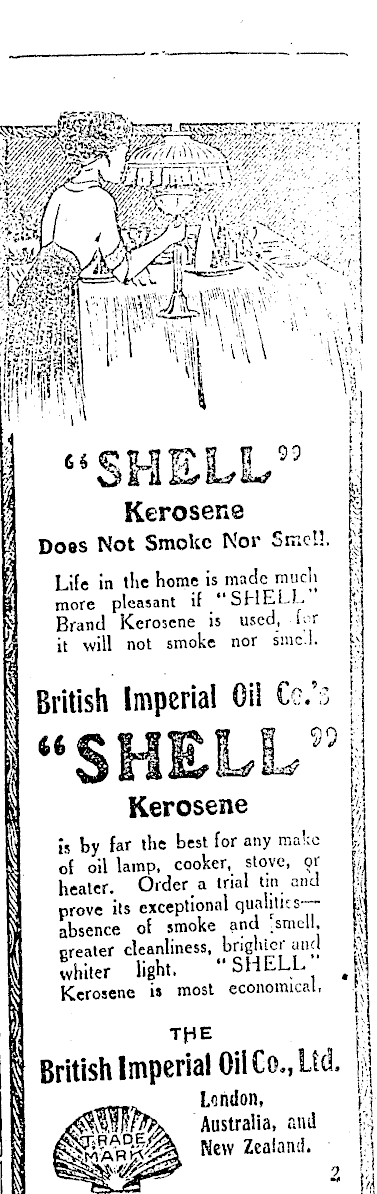 “SHELL”
Kerosene
Does Not Smoke Nor Smell.
Life in the home is made much
more pleasant if “SHELL”
Brand Kerosene is used, for
it will not smoke nor smell.
British Imperial Oil Co.’s
“SHELL”
Kerosene
is by far the best for any make
of oil lamp, cooker, stove, or
heater. Order a trial tin and
prove its exceptional qualities—
absence of smoke and smell,
greater cleanliness, brighter and
whiter light. “SHELL”
Kerosene is most economical.
THE
British Imperial Oil Co., Ltd.
London,
Australia, and
New Zealand.
TRADE
MARK
2